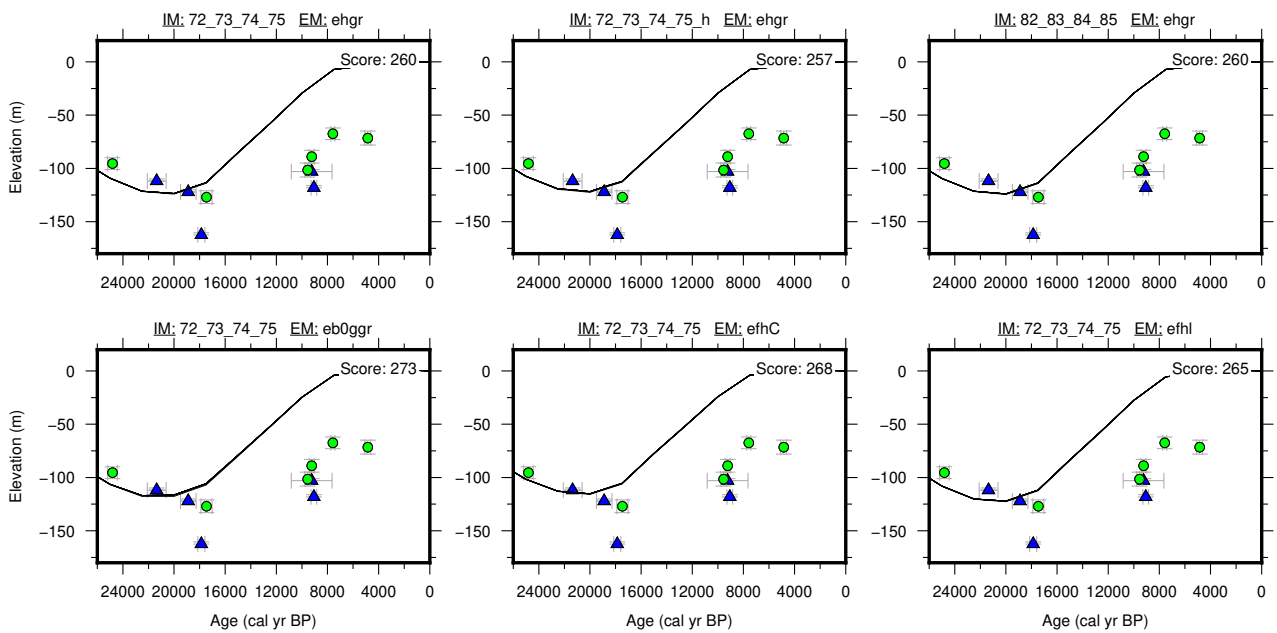 IM: 72_73_74_75 EM: ehgr
IM: 72_73_74_75_h EM: ehgr
IM: 82_83_84_85 EM: ehgr
Score: 260
Score: 257
Score: 260
0
−50
−100
−150
Elevation (m)
0
−50
−100
−150
0
−50
−100
−150
24000 20000 16000 12000 8000 4000 0
24000 20000 16000 12000 8000 4000 0
24000 20000 16000 12000 8000 4000 0
IM: 72_73_74_75 EM: eb0ggr
IM: 72_73_74_75 EM: efhC
IM: 72_73_74_75 EM: efhl
Score: 273
Score: 268
Score: 265
0
−50
−100
−150
Elevation (m)
0
−50
−100
−150
0
−50
−100
−150
24000 20000 16000 12000 8000 4000 0
24000 20000 16000 12000 8000 4000 0
24000 20000 16000 12000 8000 4000 0
Age (cal yr BP)
Age (cal yr BP)
Age (cal yr BP)